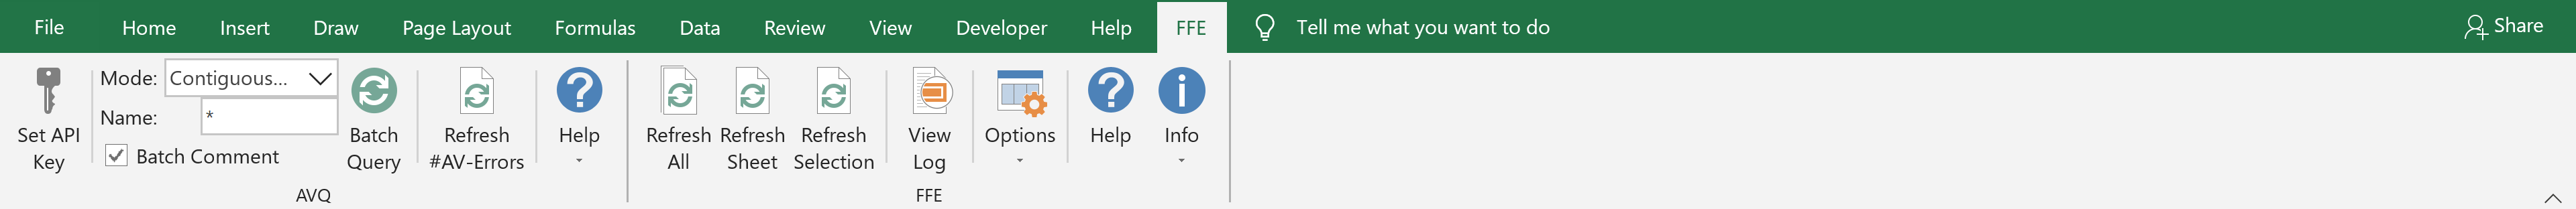 File Home Insert Draw Page Layout Formulas Data Review View Developer Help FFE Tell me what you want to do Share
Set API
Key
Mode: Contiguous...
Name: *
Batch Comment
Batch
Query
Refresh
#AV-Errors
Help
AVQ
Refresh
All
Refresh
Sheet
Refresh
Selection
View
Log
Options
Help
Info
FFE